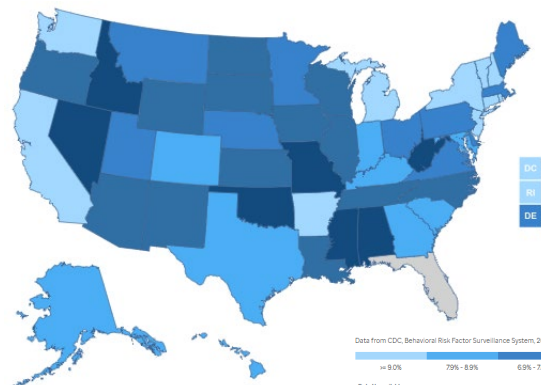 DC
RI
DE
Data from CDC, Behavioral Risk Factor Surveillance System, 2
>= 9.0% 7.9% - 8.9% 6.9% - 7.